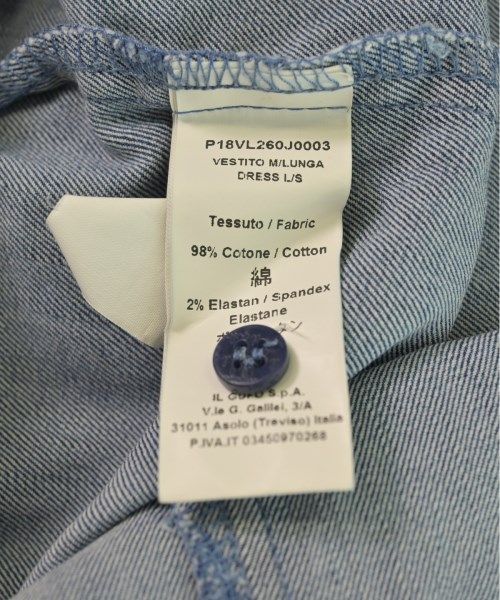 P18VL260J0003
VESTITO M/LUNGA
DRESS L/S
Tessuto / Fabric
98% Cotone / Cotton
綿
2% Elastan / Spandex
Elastane
IL GUFO S.p.A.
V.le G. Galilei, 3/A
31011 Asolo (Treviso) Italia
P.IVA.IT 03450970268